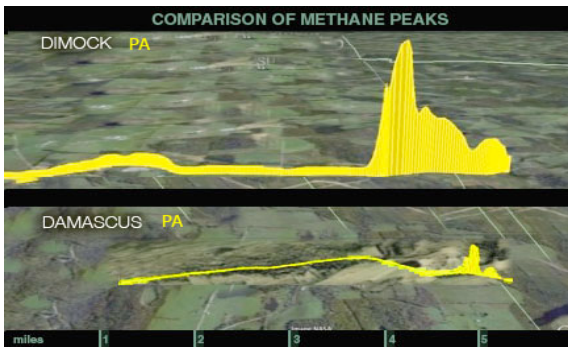 COMPARISON OF METHANE PEAKS
DIMOCK PA
DAMASCUS PA
miles 1 2 3 4 5